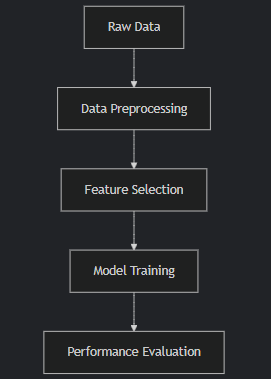 Raw Data
Data Preprocessing
Feature Selection
Model Training
Performance Evaluation